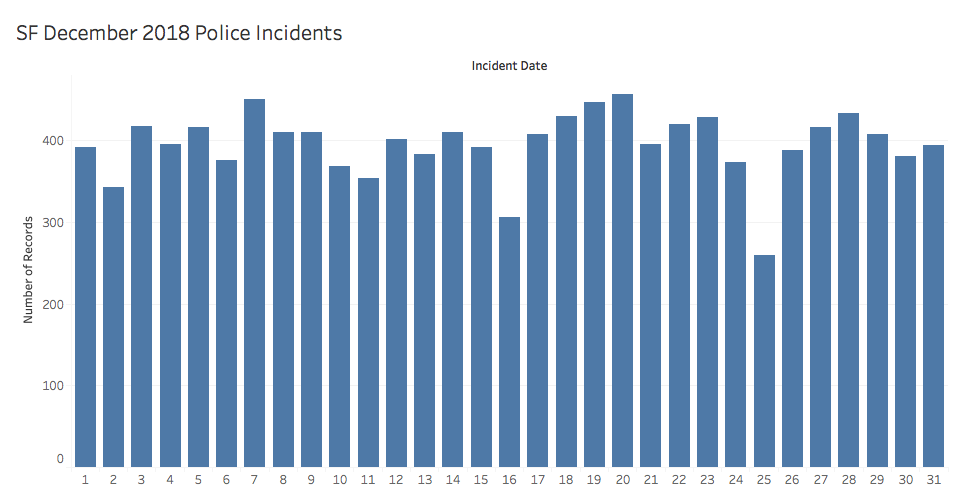 SF December 2018 Police Incidents
Incident Date
Number of Records
400
300
200
100
0
1 2 3 4 5 6 7 8 9 10 11 12 13 14 15 16 17 18 19 20 21 22 23 24 25 26 27 28 29 30 31